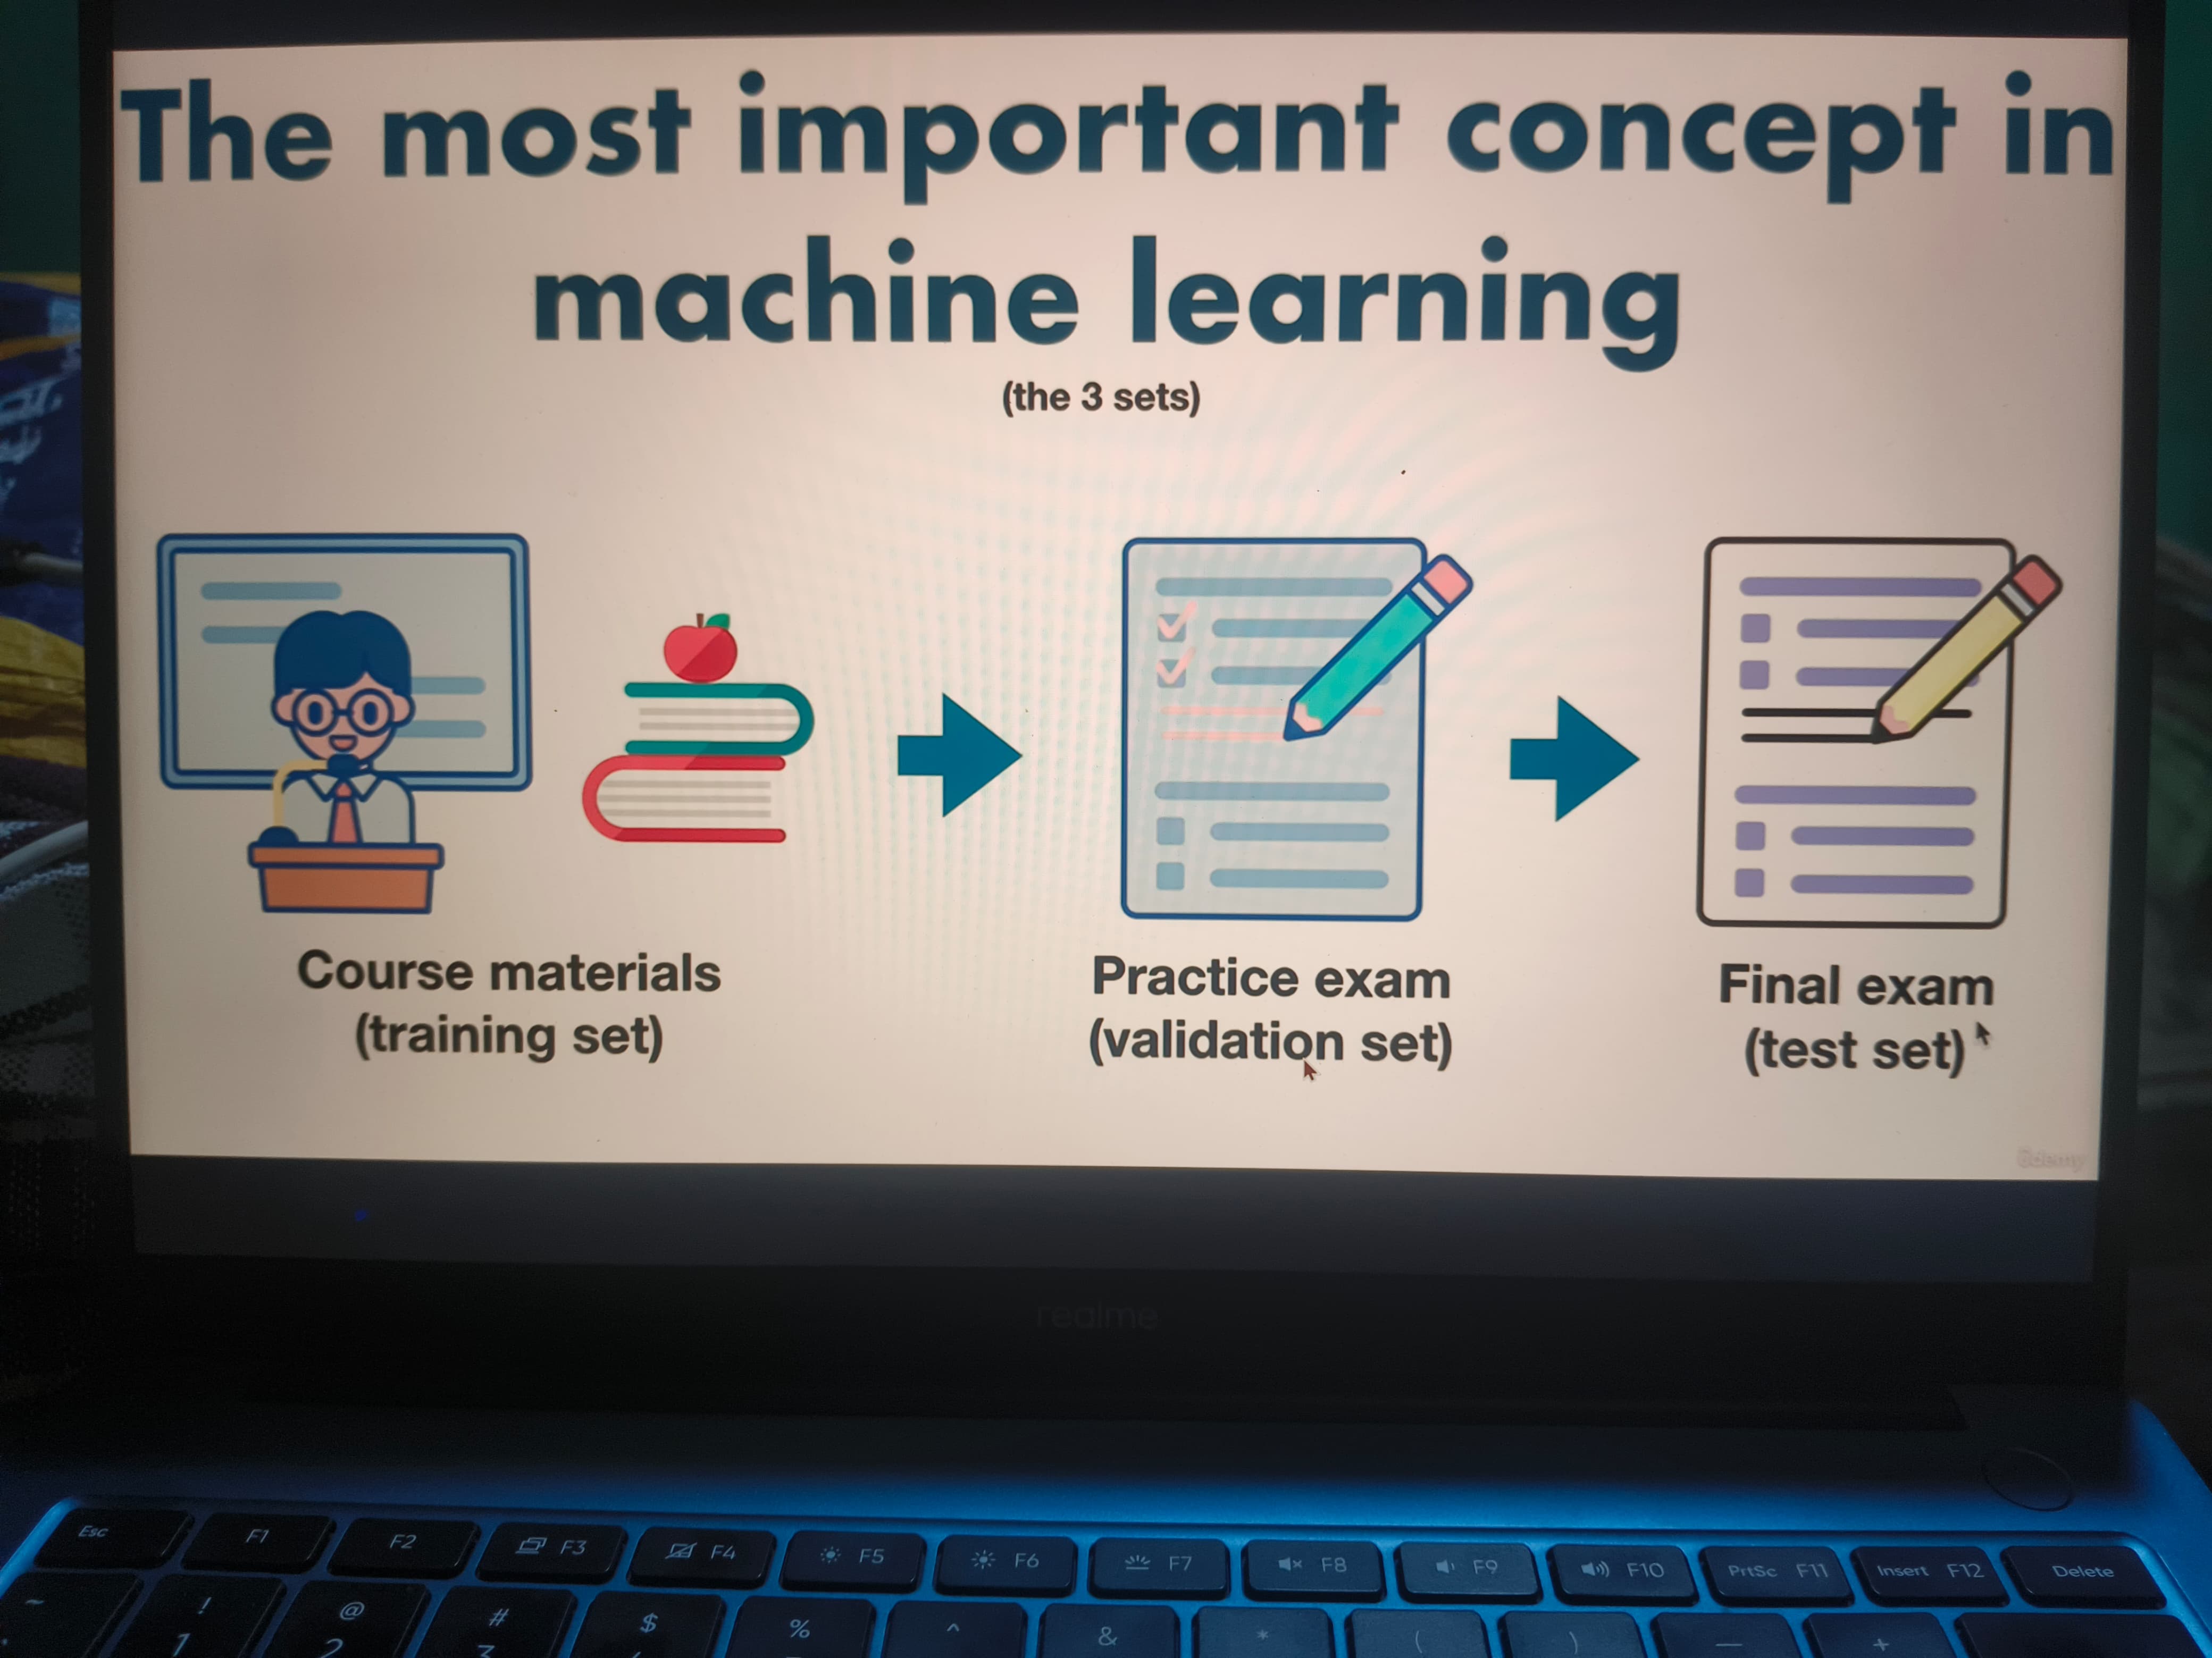 The most important concept in
machine learning
(the 3 sets)
Course materials
(training set)
Practice exam
(validation set)
Final exam
(test set)
Udemy
realme
Esc
F1
F2
F3
F4
F5
F6
F7
F8
F9
F10
PrtSc F11
Insert F12
Delete
~
! 1
@ 2
# 3
$
%
^
&
*
(
)
—
+